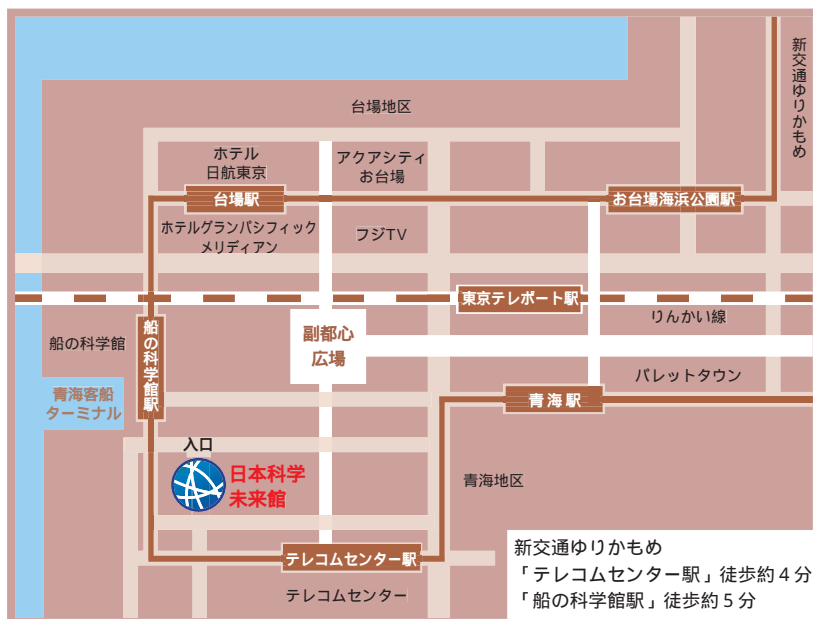 台場地区
新交通ゆりかもめ
ホテル
日航東京
アクアシティ
お台場
台場駅
お台場海浜公園駅
ホテルグランパシフィック
メリディアン
フジTV
東京テレポート駅
りんかい線
船の科学館
船の科学館駅
副都心
広場
パレットタウン
青海客船
ターミナル
青海駅
入口
日本科学
未来館
青海地区
テレコムセンター駅
テレコムセンター
新交通ゆりかもめ
「テレコムセンター駅」徒歩約４分
「船の科学館駅」徒歩約５分